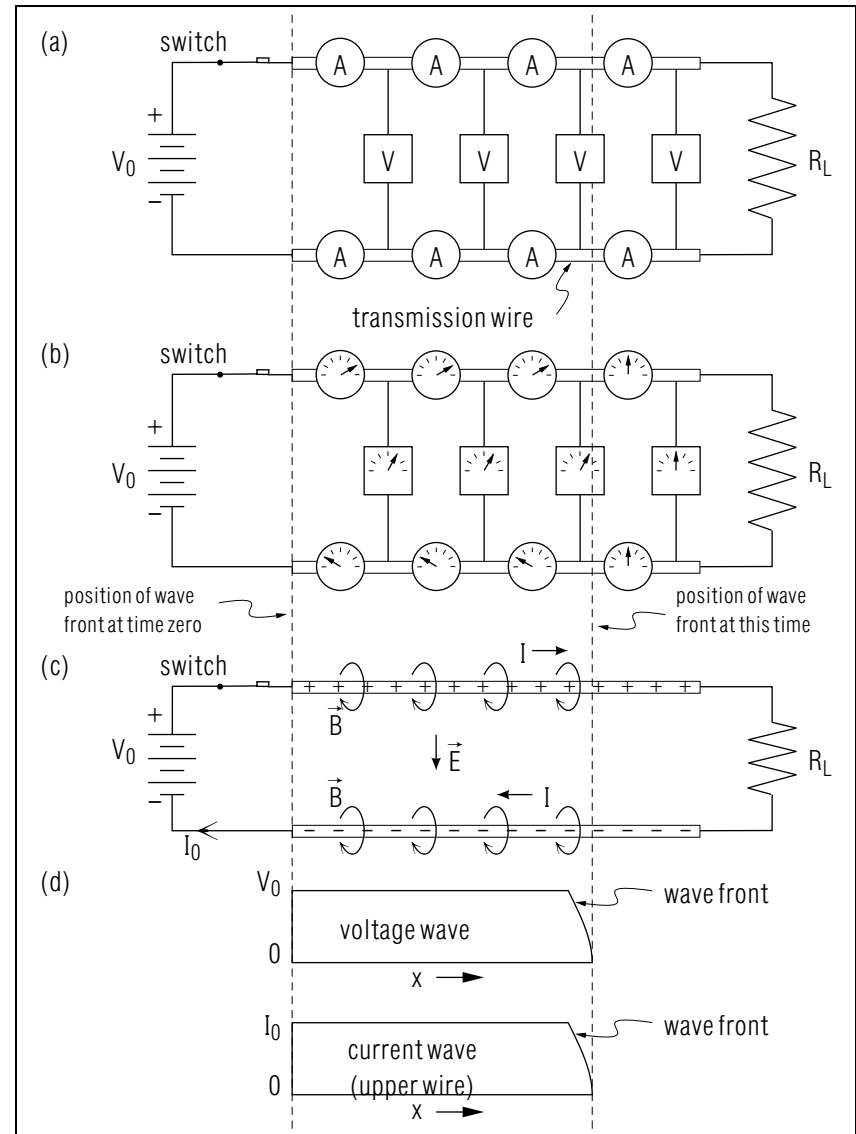 (a)
switch
A A A A
+
V0
−
V V V V
RL
A A A A
transmission wire
(b)
switch
+
V0
−
RL
position of wave
front at time zero
position of wave
front at this time
(c)
switch
I
+ + + + + + + + + + + + + +
+
V0
−
B
E
RL
B
I
− − − − − − − − − − − − − −
I0
(d)
V0
wave front
voltage wave
0
x
I0
wave front
current wave
0
(upper wire)
x